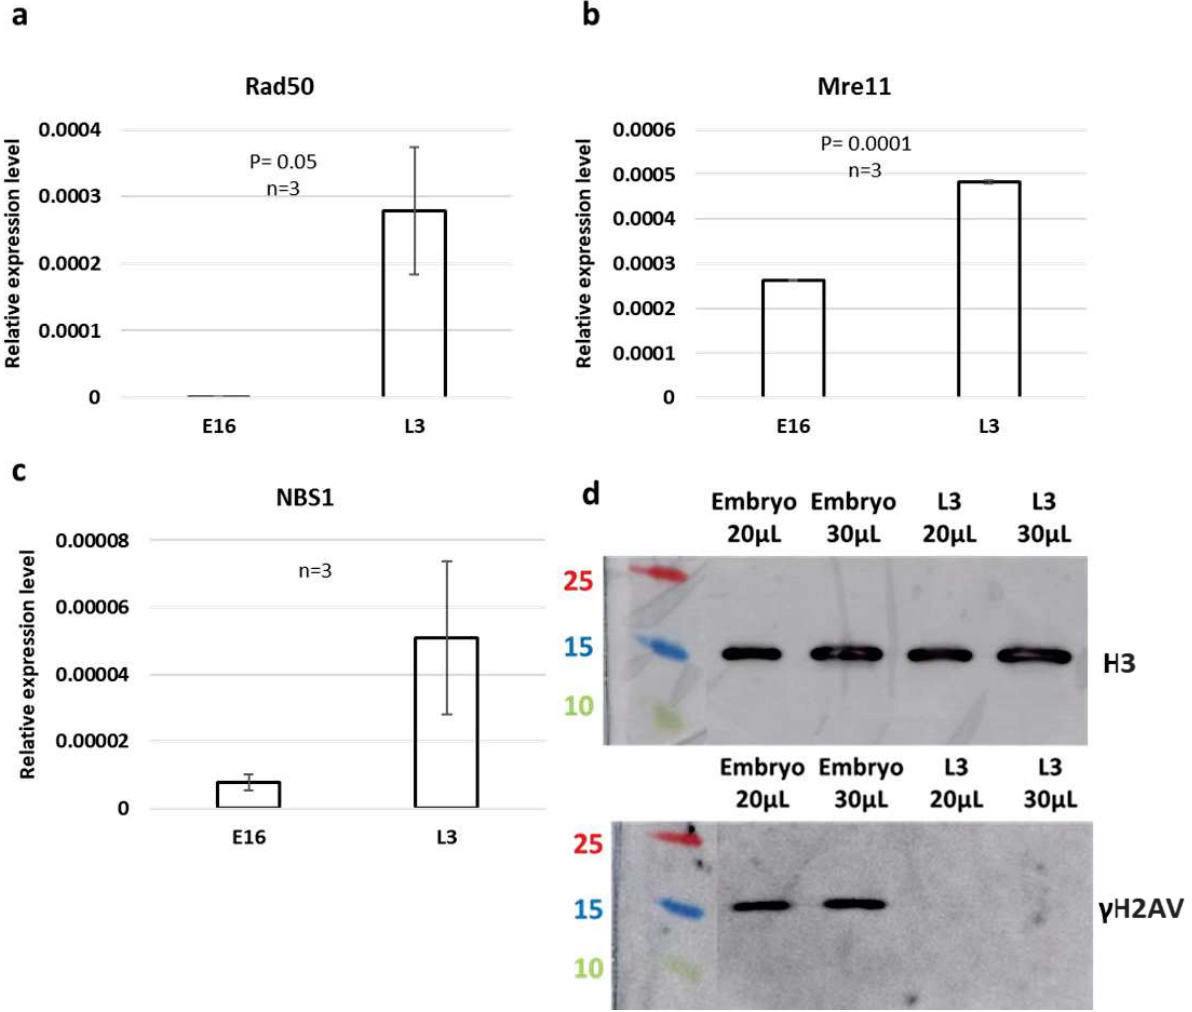 a
Rad50
Relative expression level
0.0004
0.0003
0.0002
0.0001
0
P= 0.05
n=3
E16
L3
b
Mre11
Relative expression level
0.0006
0.0005
0.0004
0.0003
0.0002
0.0001
0
P= 0.0001
n=3
E16
L3
c
NBS1
Relative expression level
0.00008
0.00006
0.00004
0.00002
0
n=3
E16
L3
d
Embryo Embryo L3 L3
20µL 30µL 20µL 30µL
25
15
10
H3
Embryo Embryo L3 L3
20µL 30µL 20µL 30µL
25
15
10
γH2AV